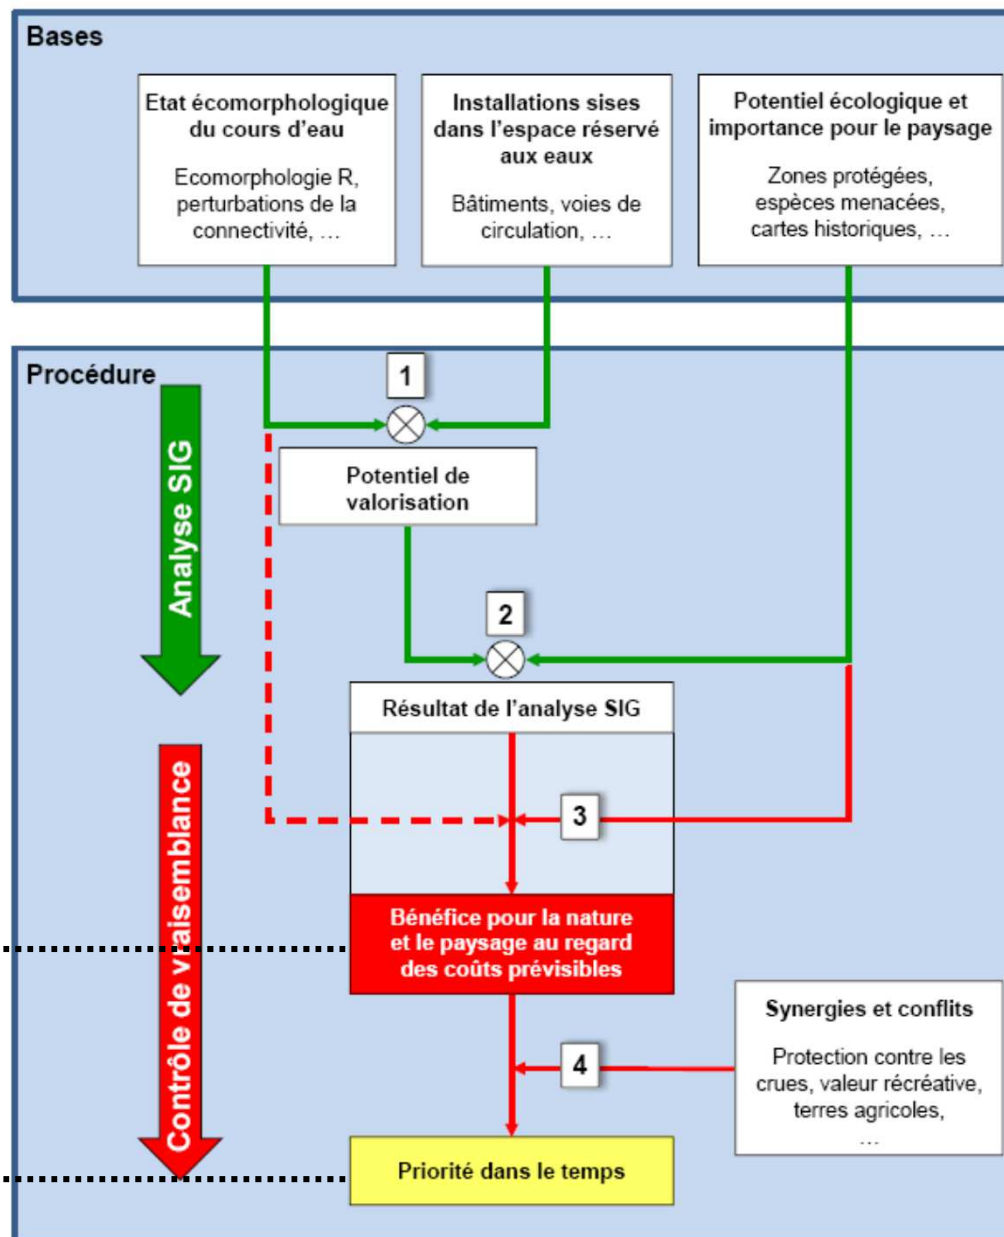 Bases
Etat écomorphologique
du cours d'eau
Ecomorphologie R,
perturbations de la
connectivité, …
Installations sises
dans l'espace réservé
aux eaux
Bâtiments, voies de
circulation, …
Potentiel écologique et
importance pour le paysage
Zones protégées,
espèces menacées,
cartes historiques, …
Procédure
Analyse SIG
1
Potentiel de
valorisation
2
Résultat de l'analyse SIG
Contrôle de vraisemblance
3
Bénéfice pour la nature
et le paysage au regard
des coûts prévisibles
Synergies et conflits
Protection contre les
crues, valeur récréative,
terres agricoles,
…
4
Priorité dans le temps